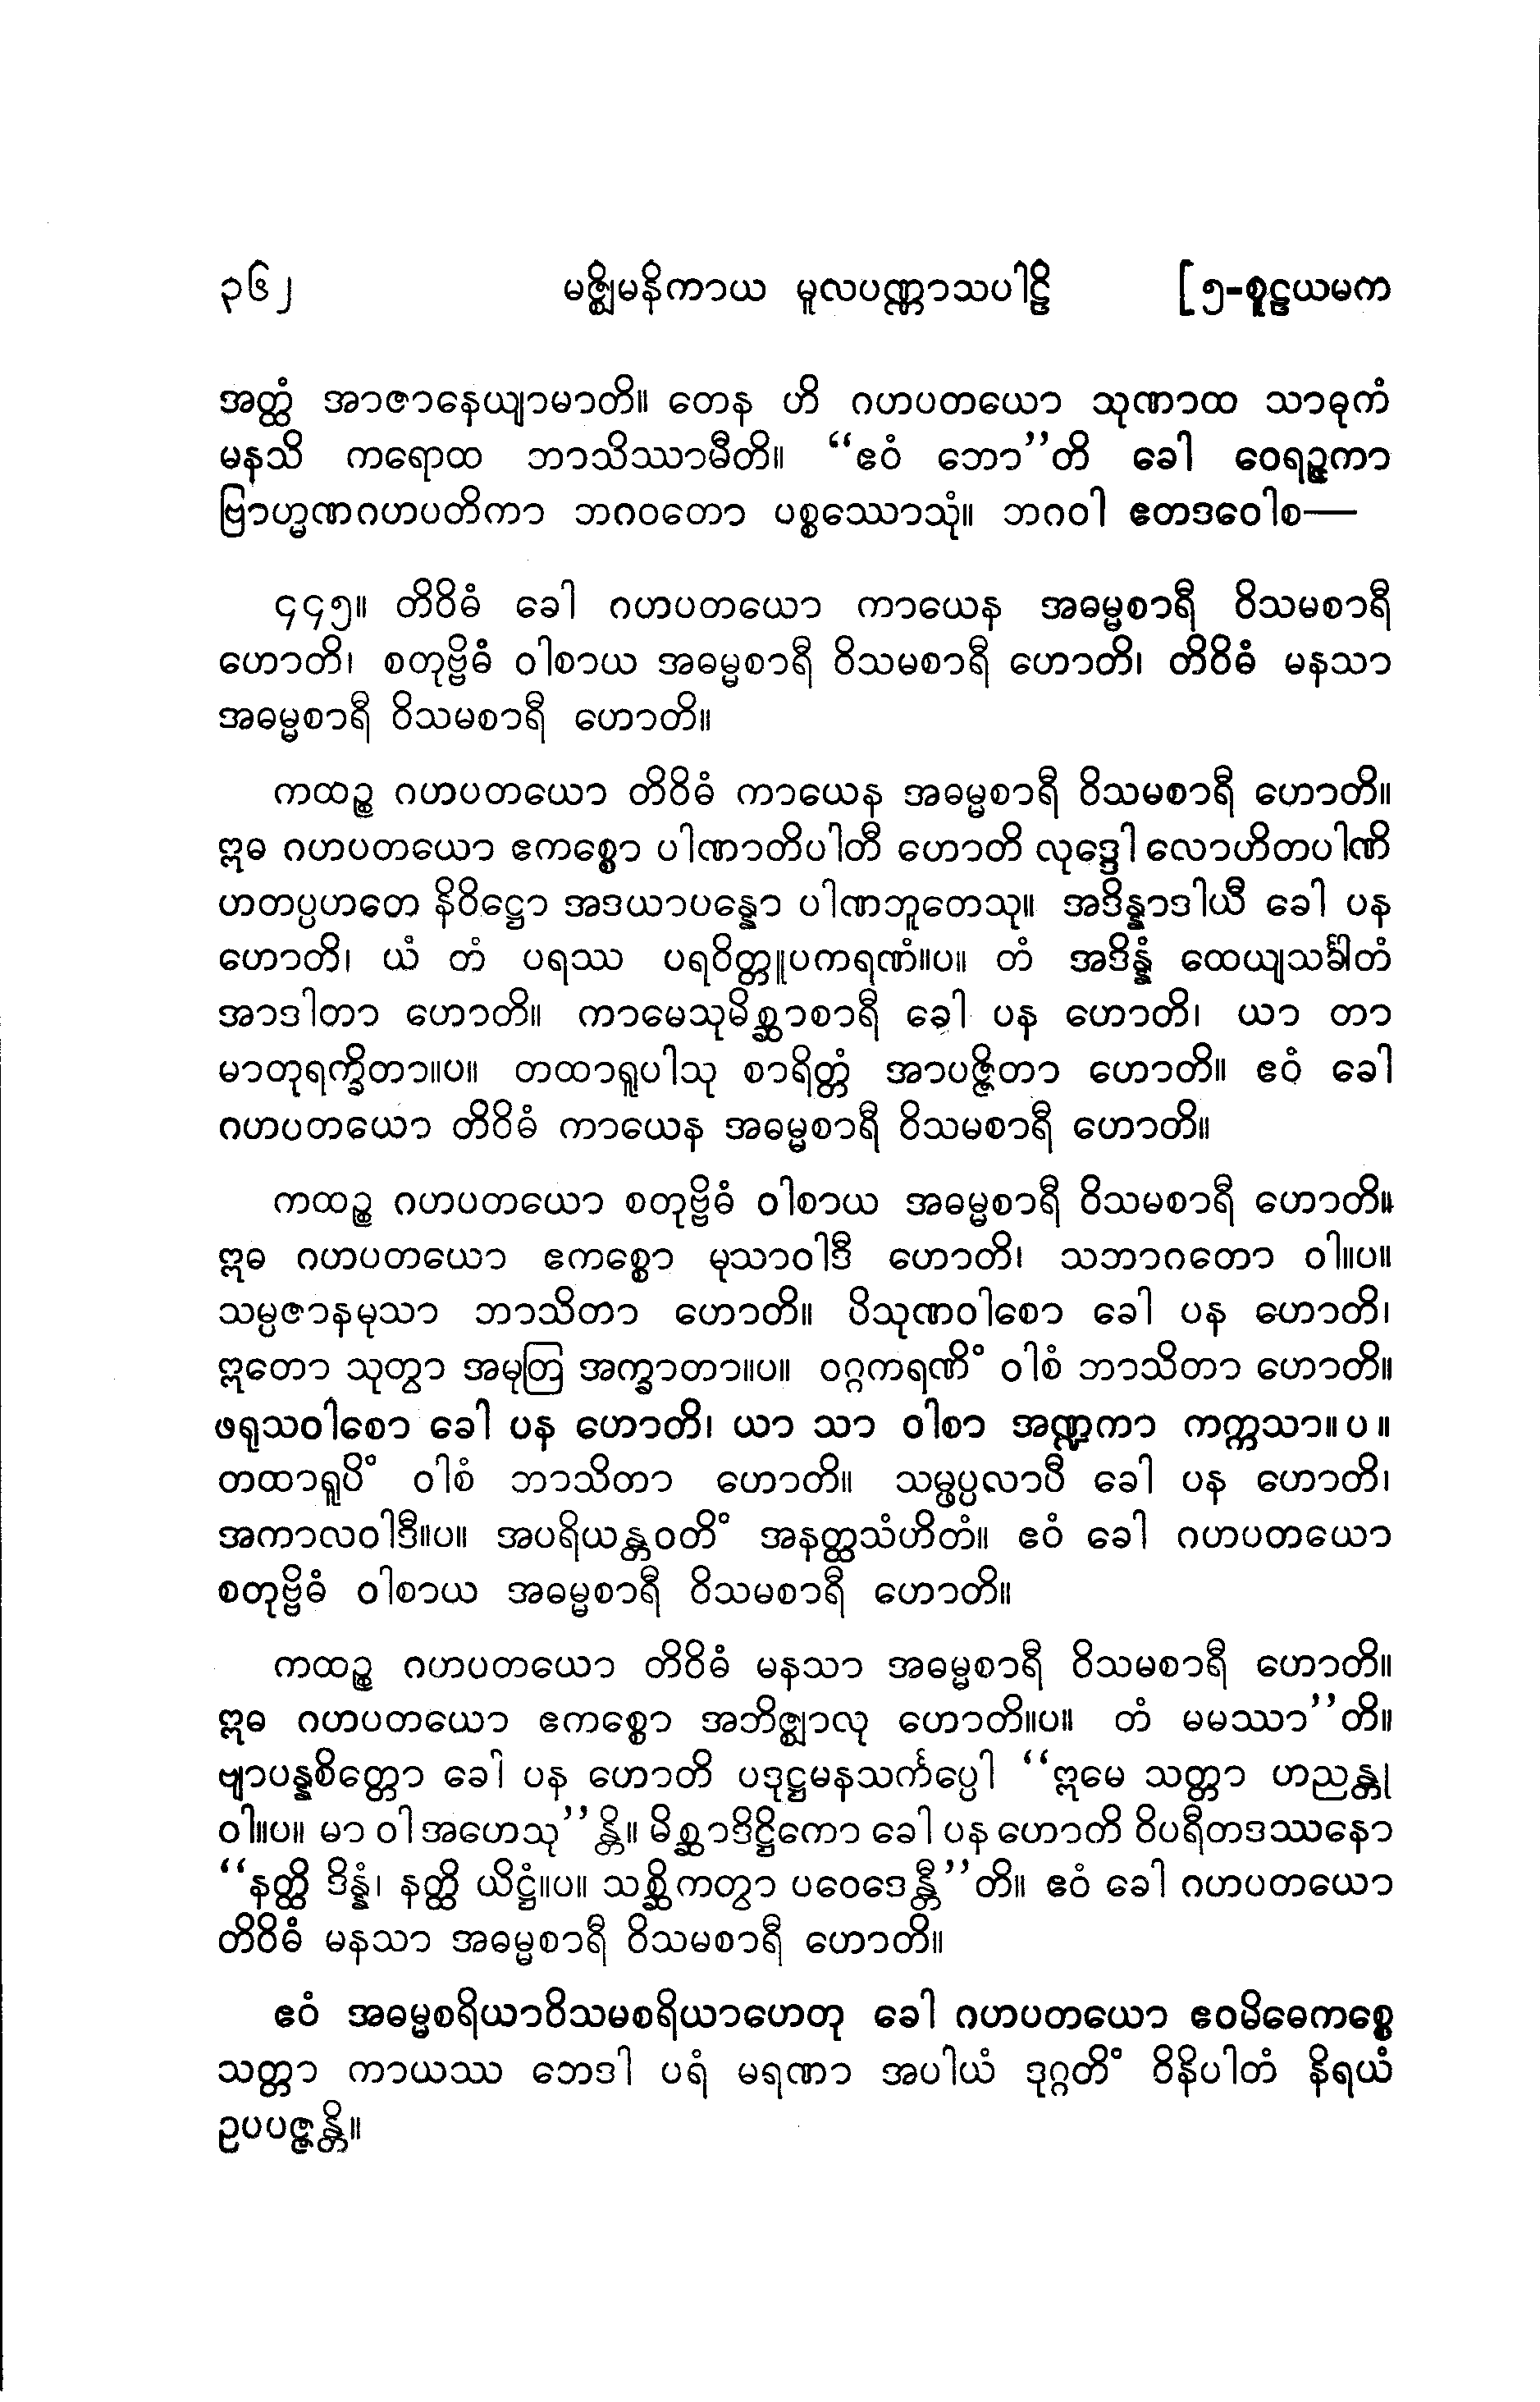 ၃၆၂ မဇ္ဈိမနိကာယ မူလပဏ္ဏာသပါဠိ [ ၅-စူဠယမက
အတ္ထံ အာဇာနေယျာမာတိ။ တေန ဟိ ဂဟပတယော သုဏာထ သာဓုကံ
မနသိ ကရောထ ဘာသိဿာမီတိ။ “ဧဝံ ဘော”တိ ခေါ ဝေရဉ္ဇကာ
ဗြာဟ္မဏဂဟပတိကာ ဘဂဝတော ပစ္စဿောသုံ။ ဘဂဝါ ဧတဒဝေါစ—
၄၄၅။ တိဝိဓံ ခေါ ဂဟပတယော ကာယေန အဓမ္မစာရီ ဝိသမစာရီ
ဟောတိ၊ စတုဗ္ဗိဓံ ဝါစာယ အဓမ္မစာရီ ဝိသမစာရီ ဟောတိ၊ တိဝိဓံ မနသာ
အဓမ္မစာရီ ဝိသမစာရီ ဟောတိ။
ကထဉ္စ ဂဟပတယော တိဝိဓံ ကာယေန အဓမ္မစာရီ ဝိသမစာရီ ဟောတိ။
ဣဓ ဂဟပတယော ဧကစ္စော ပါဏာတိပါတီ ဟောတိ လုဒ္ဒေါ လောဟိတပါဏိ
ဟတပ္ပဟတေ နိဝိဋ္ဌော အဒယာပန္နော ပါဏဘူတေသု။ အဒိန္နာဒါယီ ခေါ ပန
ဟောတိ၊ ယံ တံ ပရဿ ပရဝိတ္တူပကရဏံ။ပ။ တံ အဒိန္နံ ထေယျသင်္ခါတံ
အာဒါတာ ဟောတိ။ ကာမေသုမိစ္ဆာစာရီ ခေါ ပန ဟောတိ၊ ယာ တာ
မာတုရက္ခိတာ။ပ။ တထာရူပါသု စာရိတ္တံ အာပဇ္ဇိတာ ဟောတိ။ ဧဝံ ခေါ
ဂဟပတယော တိဝိဓံ ကာယေန အဓမ္မစာရီ ဝိသမစာရီ ဟောတိ။
ကထဉ္စ ဂဟပတယော စတုဗ္ဗိဓံ ဝါစာယ အဓမ္မစာရီ ဝိသမစာရီ ဟောတိ။
ဣဓ ဂဟပတယော ဧကစ္စော မုသာဝါဒီ ဟောတိ၊ သဘာဂတော ဝါ။ပ။
သမ္ပဇာနမုသာ ဘာသိတာ ဟောတိ။ ပိသုဏဝါစော ခေါ ပန ဟောတိ၊
ဣတော သုတွာ အမုတြ အက္ခာတာ။ပ။ ဝဂ္ဂကရဏိံ ဝါစံ ဘာသိတာ ဟောတိ။
ဖရုသဝါစော ခေါ ပန ဟောတိ၊ ယာ သာ ဝါစာ အဏ္ဍကာ ကက္ကသာ။ပ။
တထာရူပိံ ဝါစံ ဘာသိတာ ဟောတိ။ သမ္ဖပ္ပလာပီ ခေါ ပန ဟောတိ၊
အကာလဝါဒီ။ပ။ အပရိယန္တဝတိံ အနတ္ထသံဟိတံ။ ဧဝံ ခေါ ဂဟပတယော
စတုဗ္ဗိဓံ ဝါစာယ အဓမ္မစာရီ ဝိသမစာရီ ဟောတိ။
ကထဉ္စ ဂဟပတယော တိဝိဓံ မနသာ အဓမ္မစာရီ ဝိသမစာရီ ဟောတိ။
ဣဓ ဂဟပတယော ဧကစ္စော အဘိဇ္ဈာလု ဟောတိ။ပ။ တံ မမဿာ”တိ။
ဗျာပန္နစိတ္တော ခေါ ပန ဟောတိ ပဒုဋ္ဌမနသင်္ကပ္ပေါ “ဣမေ သတ္တာ ဟညန္တု
ဝါ။ပ။ မာ ဝါ အဟေသု”န္တိ။ မိစ္ဆာဒိဋ္ဌိကော ခေါ ပန ဟောတိ ဝိပရီတဒဿနော
“နတ္ထိ ဒိန္နံ၊ နတ္ထိ ယိဋ္ဌံ။ပ။ သစ္ဆိကတွာ ပဝေဒေန္တီ”တိ။ ဧဝံ ခေါ ဂဟပတယော
တိဝိဓံ မနသာ အဓမ္မစာရီ ဝိသမစာရီ ဟောတိ။
ဧဝံ အဓမ္မစရိယာဝိသမစရိယာဟေတု ခေါ ဂဟပတယော ဧဝမိဓေကစ္စေ
သတ္တာ ကာယဿ ဘေဒါ ပရံ မရဏာ အပါယံ ဒုဂ္ဂတိံ ဝိနိပါတံ နိရယံ
ဥပပဇ္ဇန္တိ။